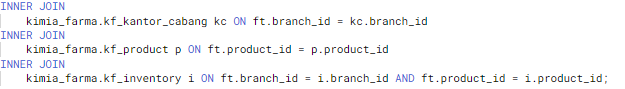 INNER JOIN
kimia_farma.kf_kantor_cabang kc ON ft.branch_id = kc.branch_id
INNER JOIN
kimia_farma.kf_product p ON ft.product_id = p.product_id
INNER JOIN
kimia_farma.kf_inventory i ON ft.branch_id = i.branch_id AND ft.product_id = i.product_id;